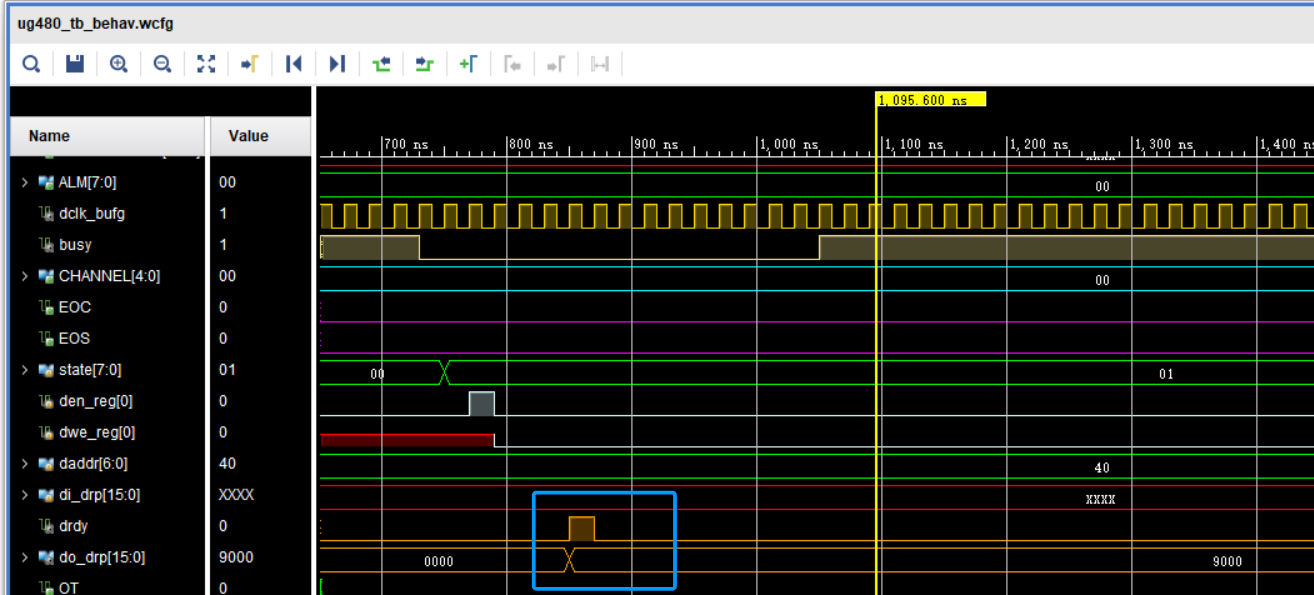 ug480_tb_behav.wcfg
1,095.600 ns
Name Value
700 ns 800 ns 900 ns 1,000 ns 1,100 ns 1,200 ns 1,300 ns 1,400 ns
XXXX
ALM[7:0] 00 00
dclk_bufg 1
busy 1
CHANNEL[4:0] 00 00
EOC 0
EOS 0
state[7:0] 01 00 01
den_reg[0] 0
dwe_reg[0] 0
daddr[6:0] 40 40
di_drp[15:0] XXXX XXXX
drdy 0
do_drp[15:0] 9000 0000 9000
OT 0